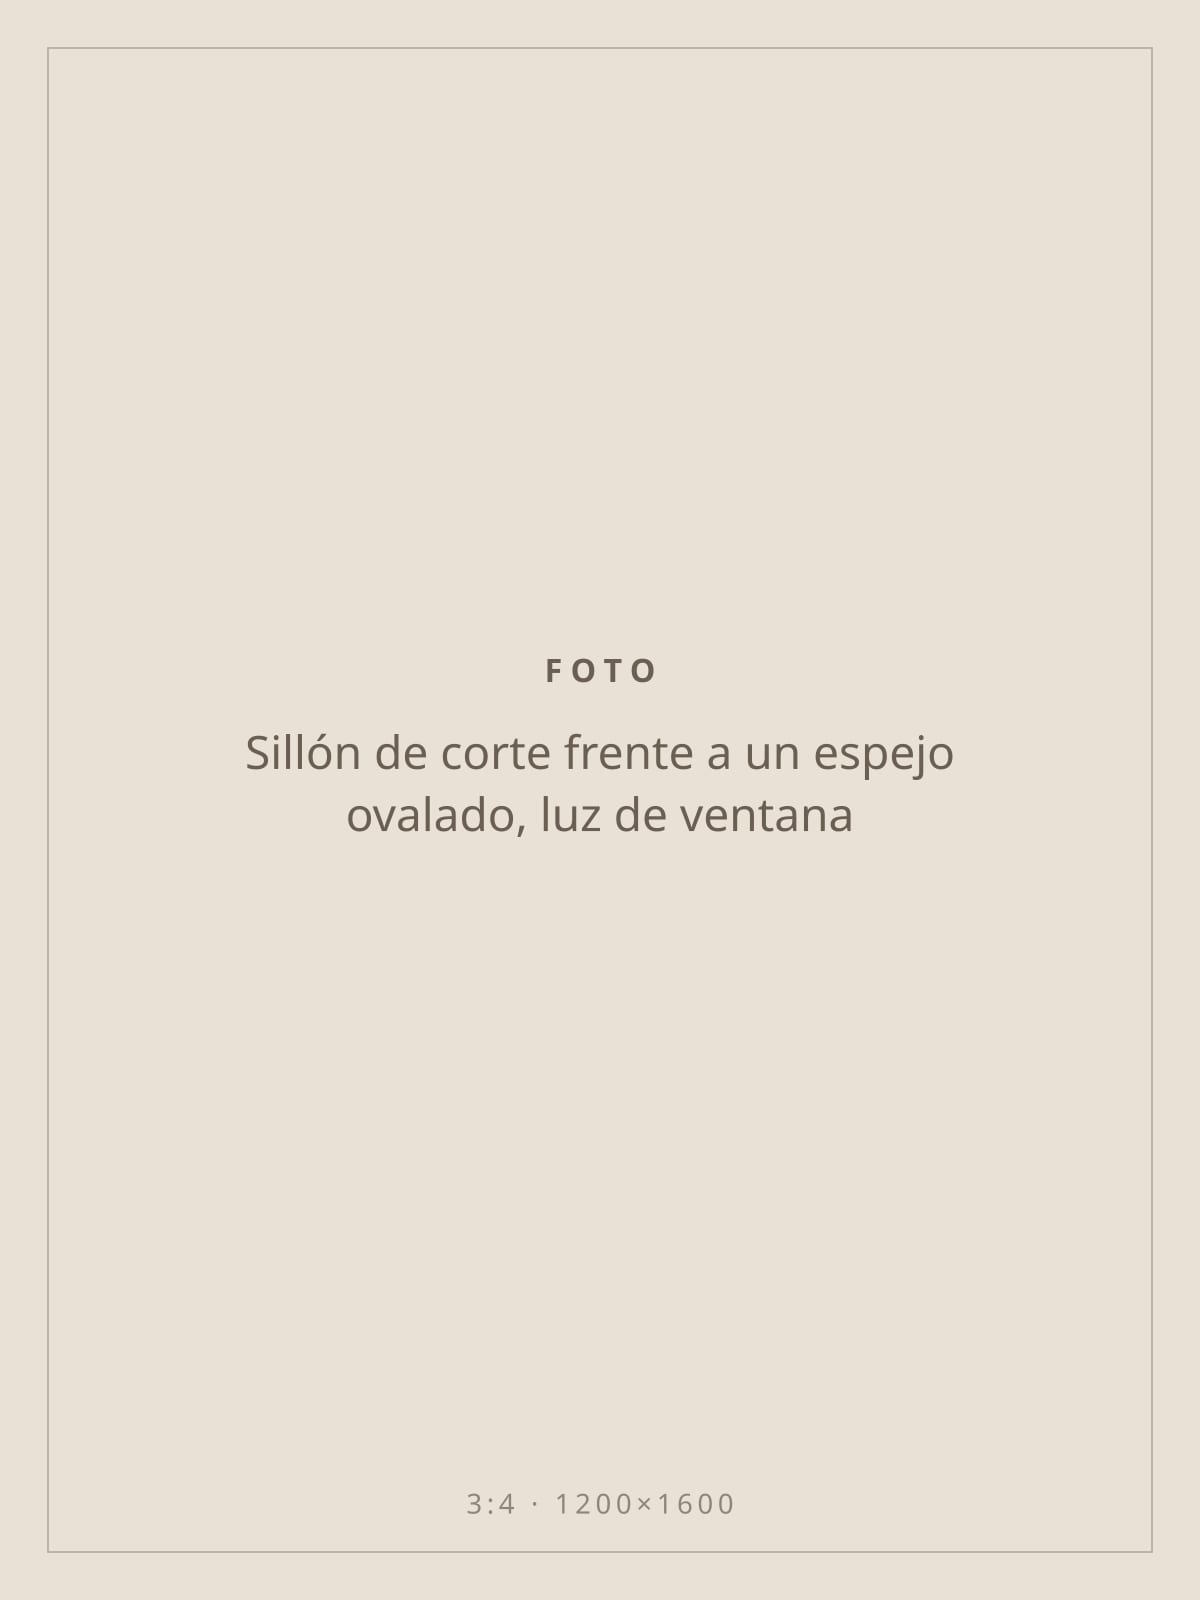 FOTO
Sillón de corte frente a un espejo
ovalado, luz de ventana
3:4 · 1200×1600